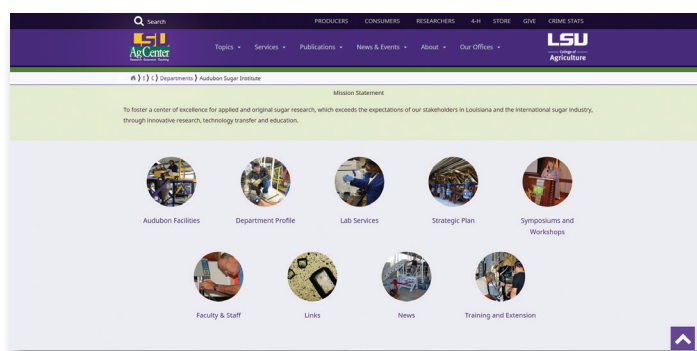 Search
PRODUCERS CONSUMERS RESEARCHERS 4-H STORE GIVE CRIME STATS
LSU
AgCenter
Research · Extension · Teaching
Topics Services Publications News & Events About Our Offices
LSU
College of
Agriculture
Departments ❭ Audubon Sugar Institute
Mission Statement
To foster a center of excellence for applied and original sugar research, which exceeds the expectations of our stakeholders in Louisiana and the international sugar industry,
through innovative research, technology transfer and education.
Audubon Facilities
Department Profile
Lab Services
Strategic Plan
Symposiums and
Workshops
Faculty & Staff
Links
News
Training and Extension